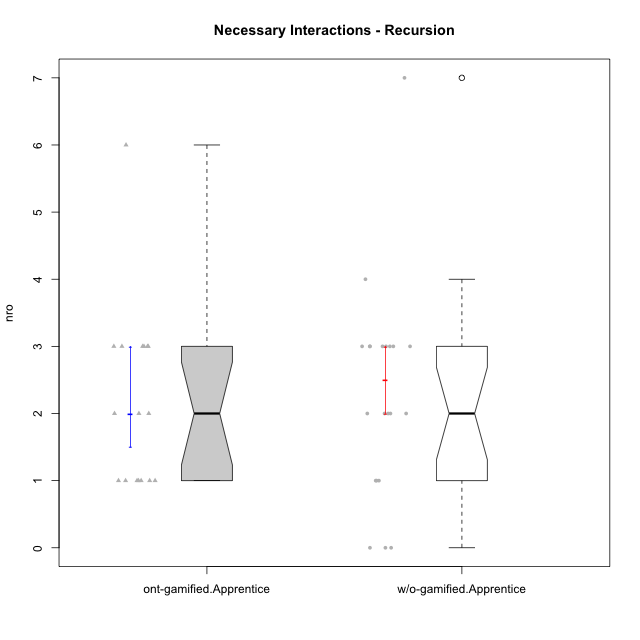 Necessary Interactions - Recursion
7
6
5
4
3
2
1
0
nro
ont-gamified.Apprentice
w/o-gamified.Apprentice